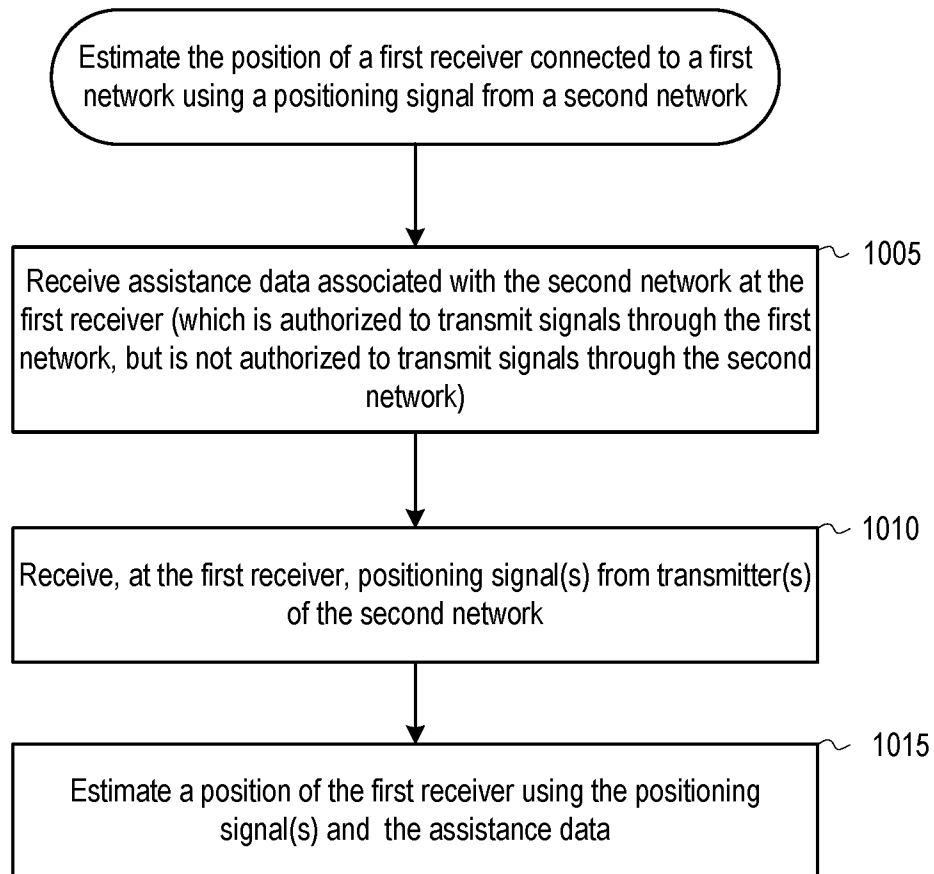 Estimate the position of a first receiver connected to a first
network using a positioning signal from a second network
1005
Receive assistance data associated with the second network at the
first receiver (which is authorized to transmit signals through the first
network, but is not authorized to transmit signals through the second
network)
1010
Receive, at the first receiver, positioning signal(s) from transmitter(s)
of the second network
1015
Estimate a position of the first receiver using the positioning
signal(s) and the assistance data